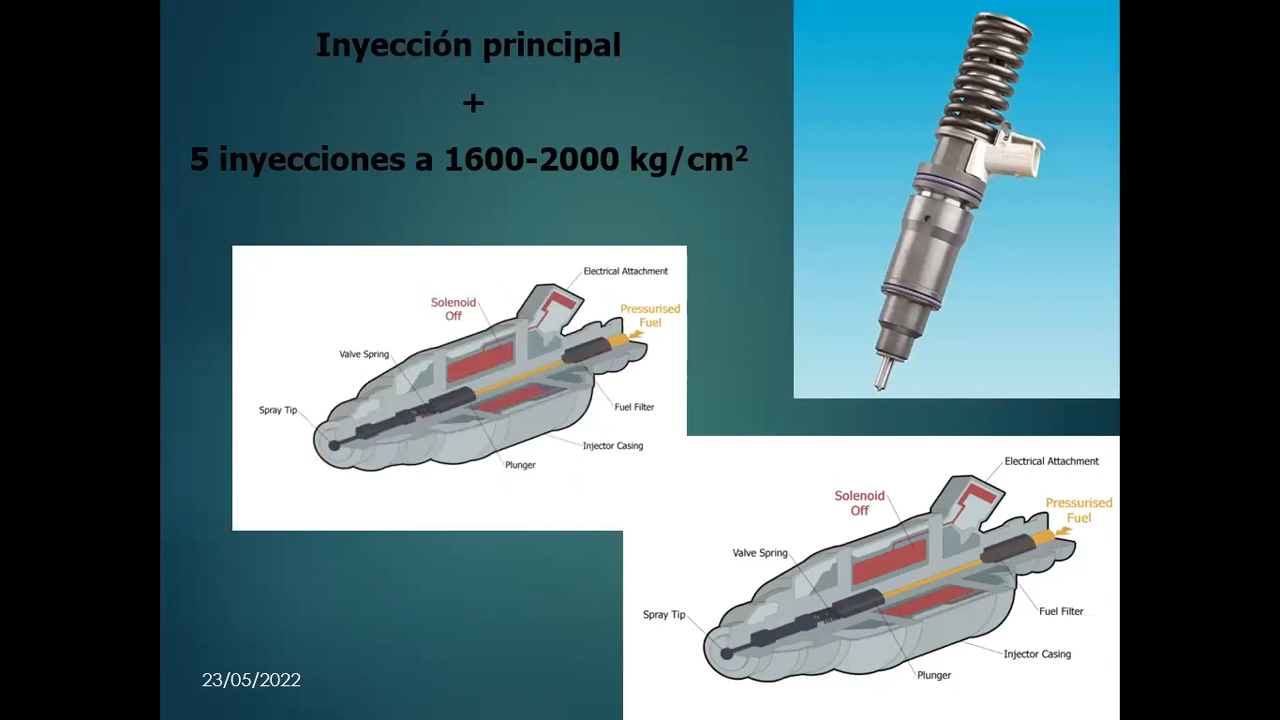 Inyección principal
+
5 inyecciones a 1600-2000 kg/cm²
Electrical Attachment
Solenoid
Off
Pressurised
Fuel
Valve Spring
Spray Tip
Fuel Filter
Injector Casing
Plunger
Electrical Attachment
Solenoid
Off
Pressurised
Fuel
Valve Spring
Spray Tip
Fuel Filter
Injector Casing
Plunger
23/05/2022